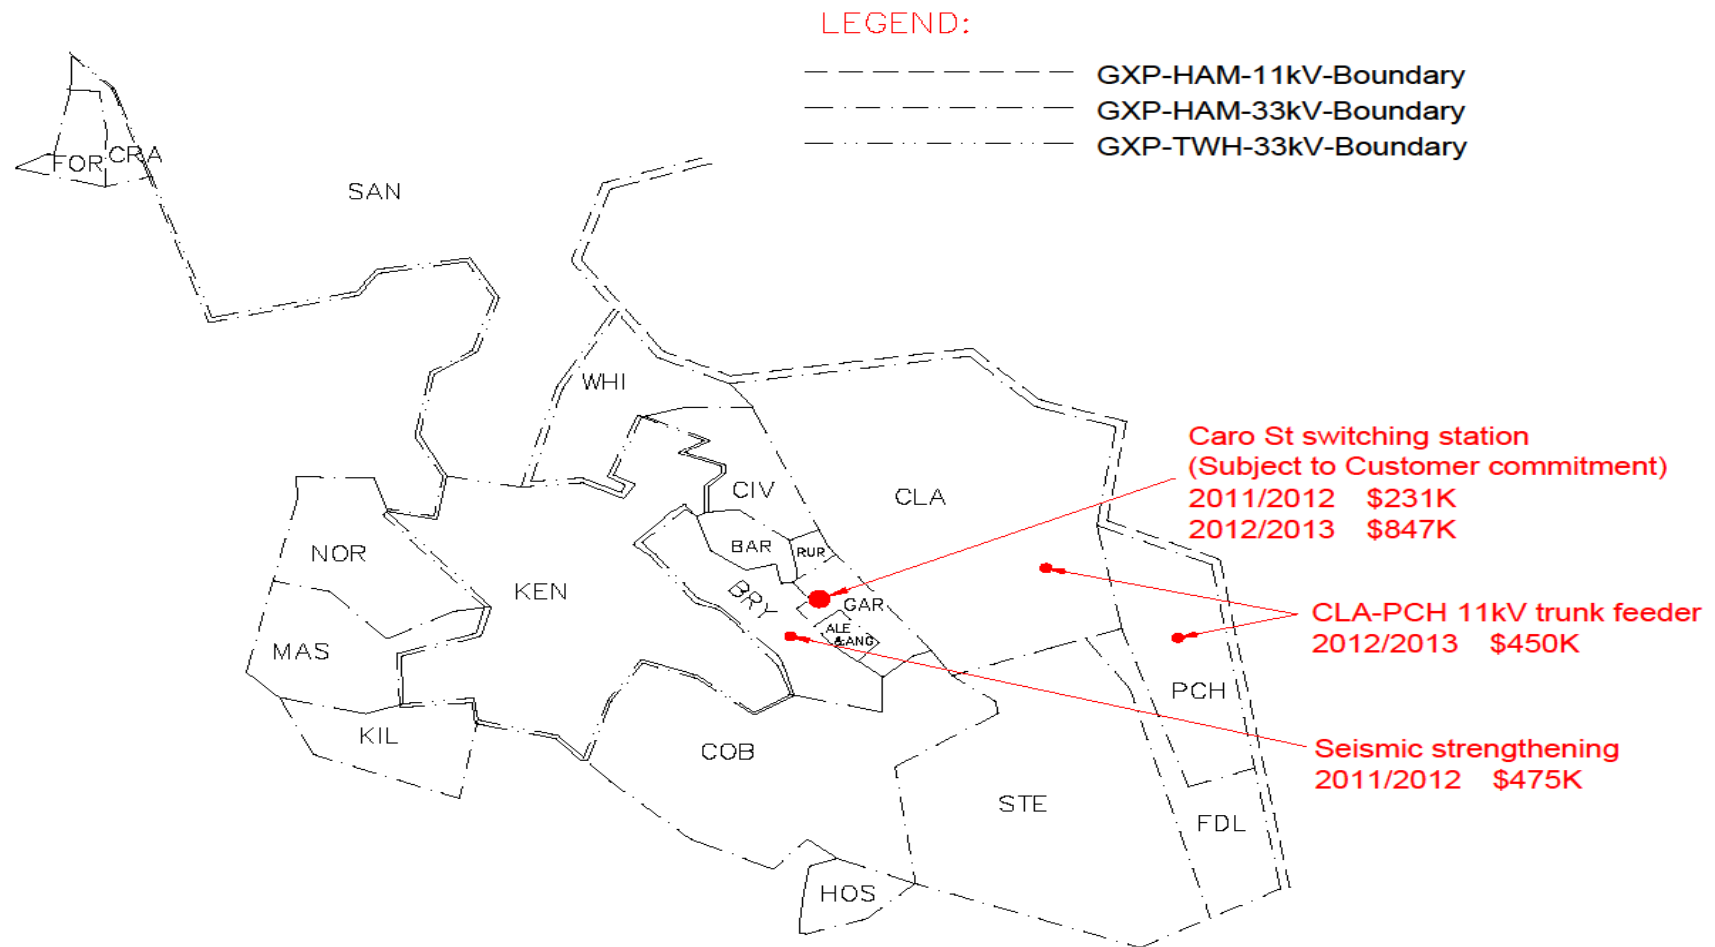 LEGEND:
GXP-HAM-11kV-Boundary
GXP-HAM-33kV-Boundary
GXP-TWH-33kV-Boundary
FOR
CRA
SAN
WHI
Caro St switching station
(Subject to Customer commitment)
2011/2012 $231K
2012/2013 $847K
CIV
CLA
NOR
BAR
RUR
KEN
BRY
GAR
CLA-PCH 11kV trunk feeder
2012/2013 $450K
ALE
&ANG
MAS
PCH
KIL
COB
Seismic strengthening
2011/2012 $475K
STE
FDL
HOS